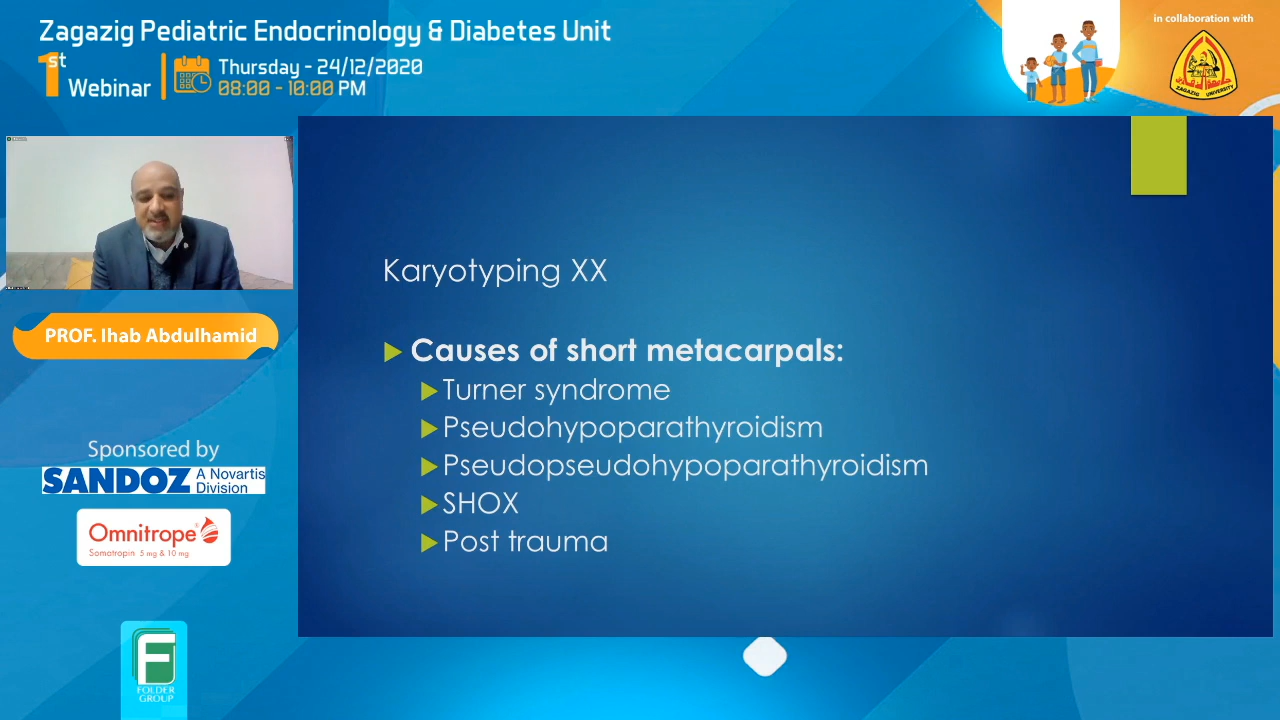 Zagazig Pediatric Endocrinology & Diabetes Unit
1st Webinar
Thursday - 24/12/2020
08:00 - 10:00 PM
in collaboration with
ZAGAZIG UNIVERSITY
PROF. Ihab Abdulhamid
Sponsored by
SANDOZ A Novartis Division
Omnitrope®
Somatropin 5 mg & 10 mg
F
FOLDER
GROUP
Karyotyping XX
Causes of short metacarpals:
Turner syndrome
Pseudohypoparathyroidism
Pseudopseudohypoparathyroidism
SHOX
Post trauma